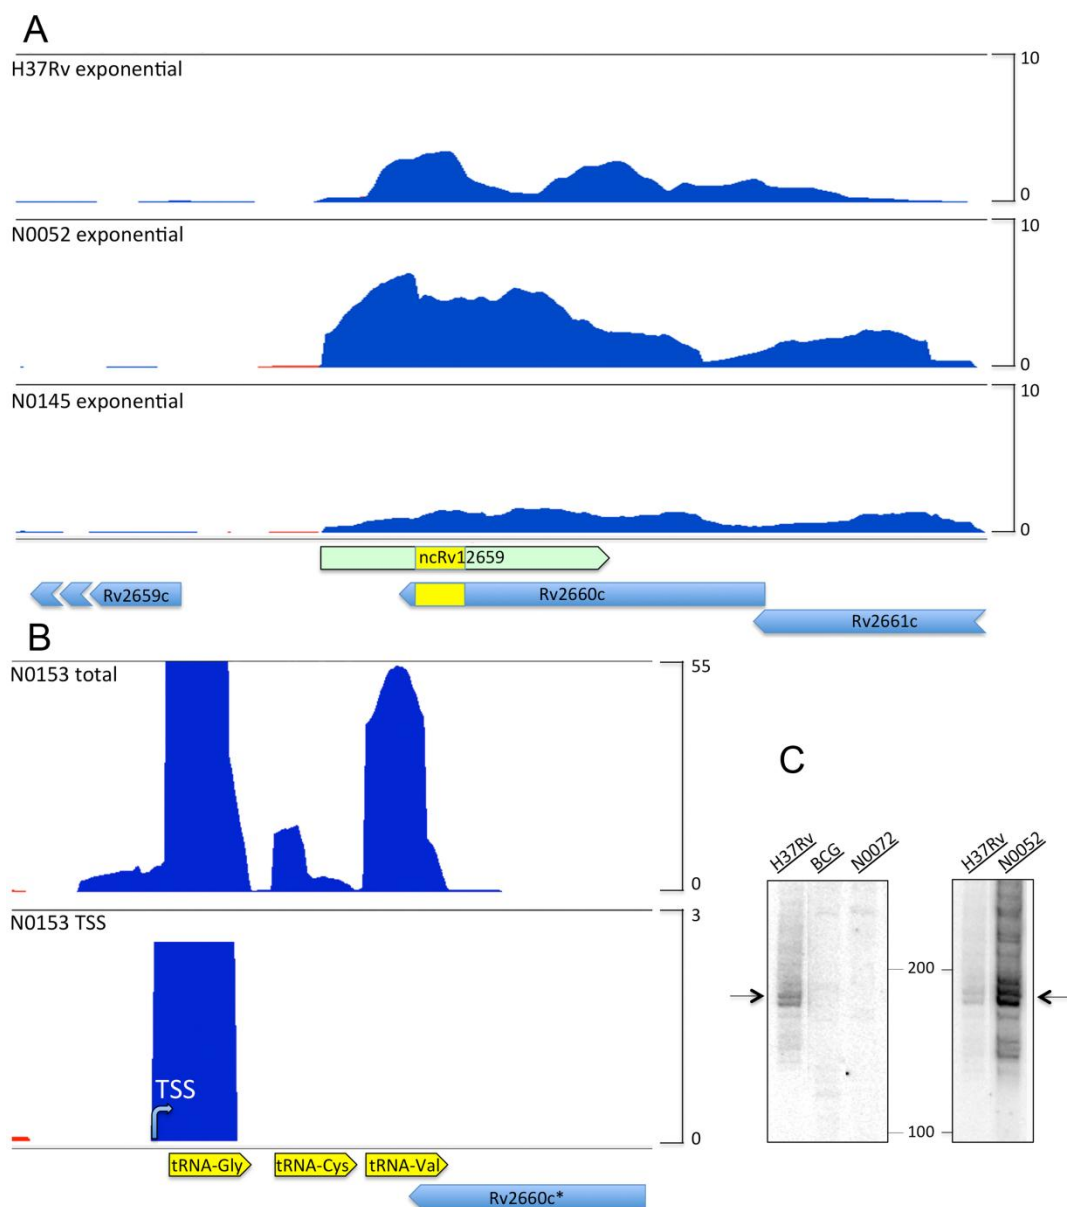 A
H37Rv exponential
10
0
N0052 exponential
10
0
N0145 exponential
10
0
ncRv12659
Rv2659c
Rv2660c
Rv2661c
B
N0153 total
55
0
N0153 TSS
3
TSS
0
tRNA-Gly
tRNA-Cys
tRNA-Val
Rv2660c*
C
H37Rv
BCG
N0072
H37Rv
N0052
200
100